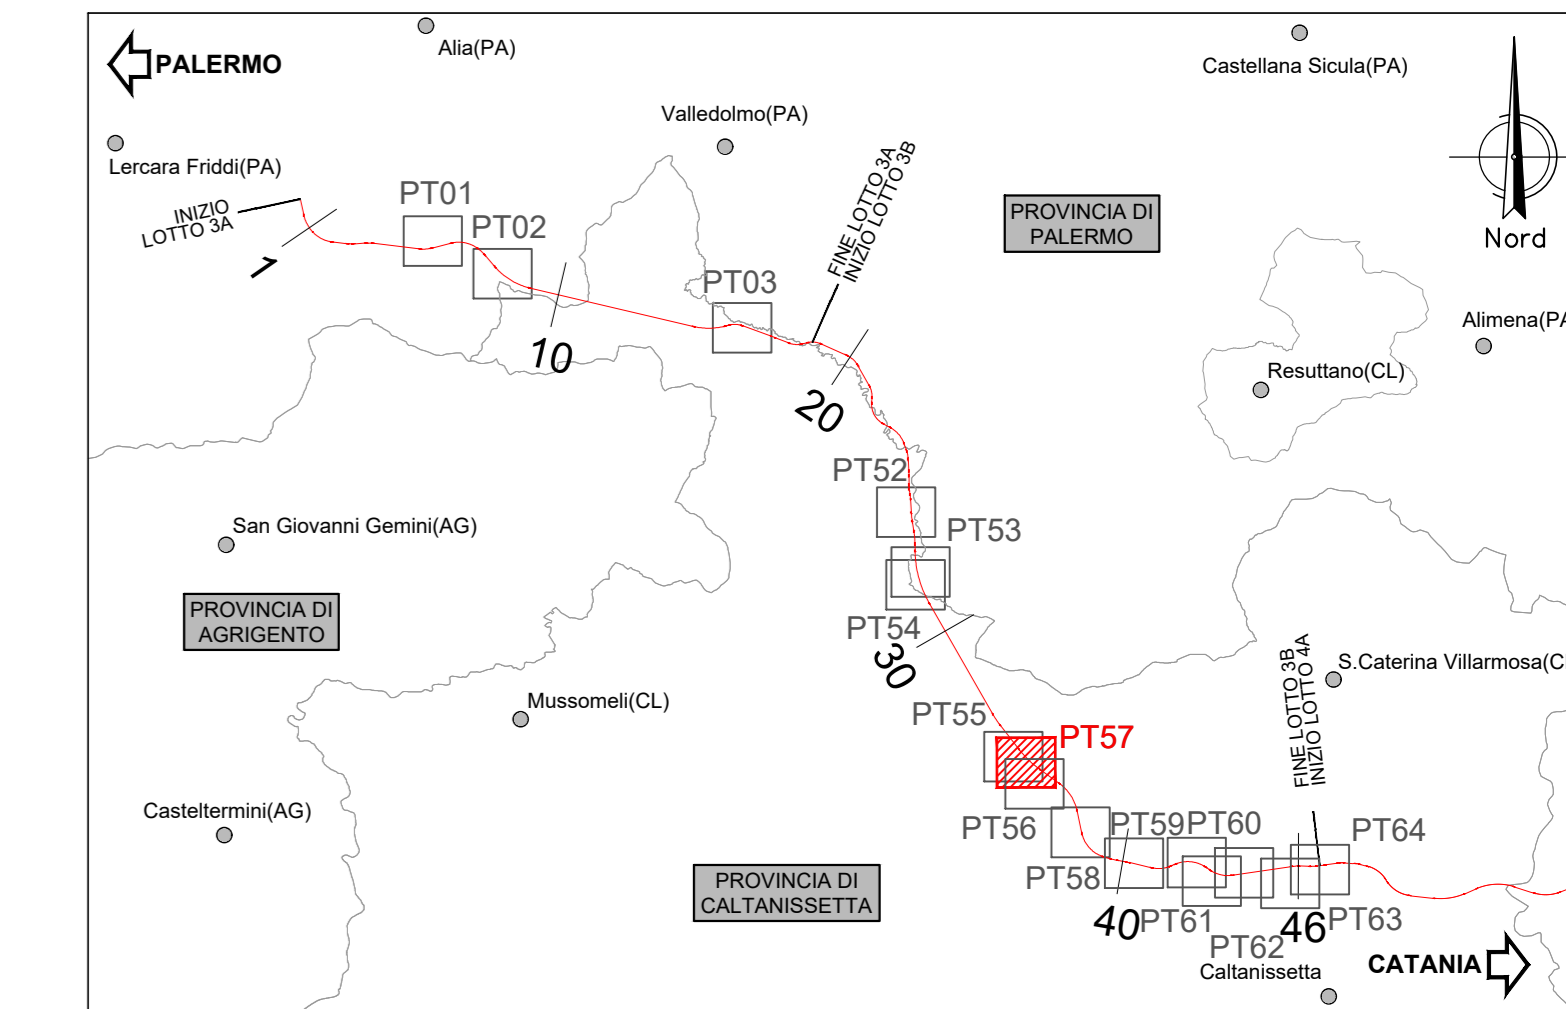 PALERMO
Alia(PA)
Castellana Sicula(PA)
Valledolmo(PA)
Lercara Friddi(PA)
INIZIO
LOTTO 3A
1
PT01
PT02
10
PT03
FINE LOTTO 3A
INIZIO LOTTO 3B
20
PROVINCIA DI
PALERMO
Nord
Alimena(PA
Resuttano(CL)
PT52
PT53
PT54
30
San Giovanni Gemini(AG)
PROVINCIA DI
AGRIGENTO
Mussomeli(CL)
Casteltermini(AG)
PT55
PT57
PT56
PT58
PT59
PT60
40
PT61
PT62
46
PT63
PT64
FINE LOTTO 3B
INIZIO LOTTO 4A
S.Caterina Villarmosa(C
PROVINCIA DI
CALTANISSETTA
Caltanissetta
CATANIA